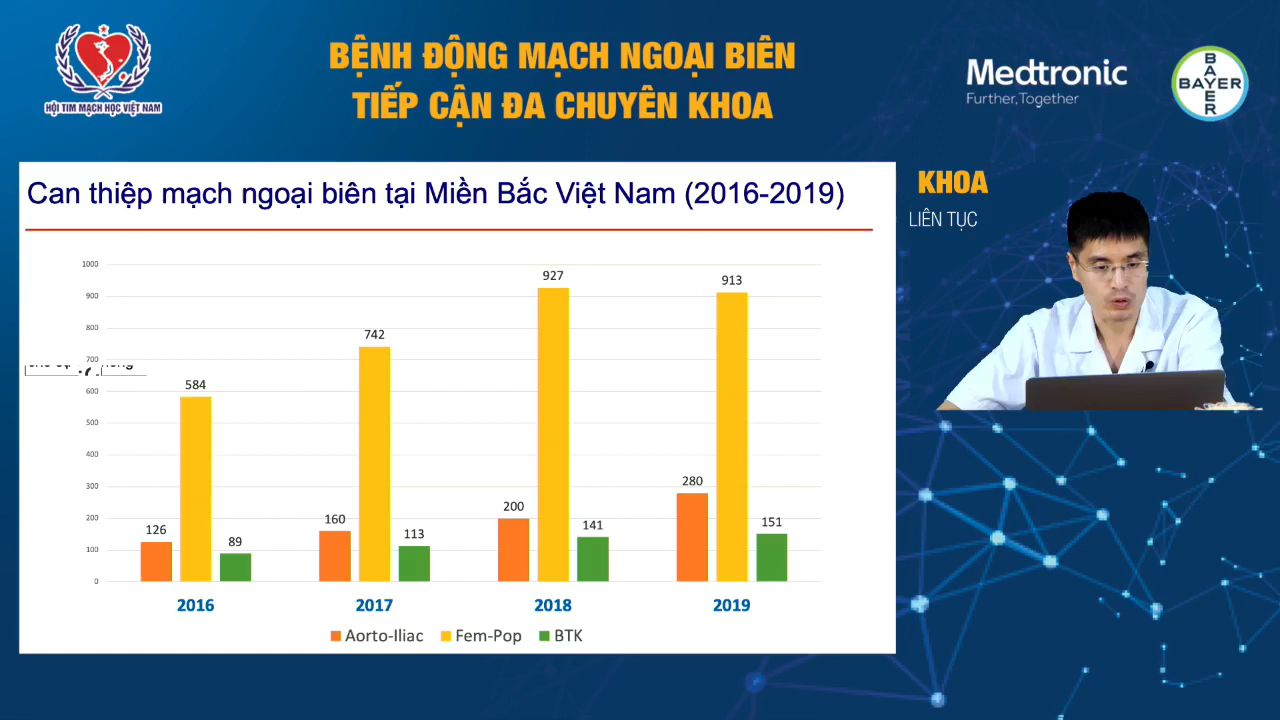 HỘI TIM MẠCH HỌC VIỆT NAM
BỆNH ĐỘNG MẠCH NGOẠI BIÊN
TIẾP CẬN ĐA CHUYÊN KHOA
Medtronic
Further, Together
BAYER
BAYER
Can thiệp mạch ngoại biên tại Miền Bắc Việt Nam (2016-2019)
KHOA
LIÊN TỤC
1000
900
800
700
600
500
400
300
200
100
0
126
584
89
160
742
113
200
927
141
280
913
151
2016
2017
2018
2019
Aorto-Iliac
Fem-Pop
BTK